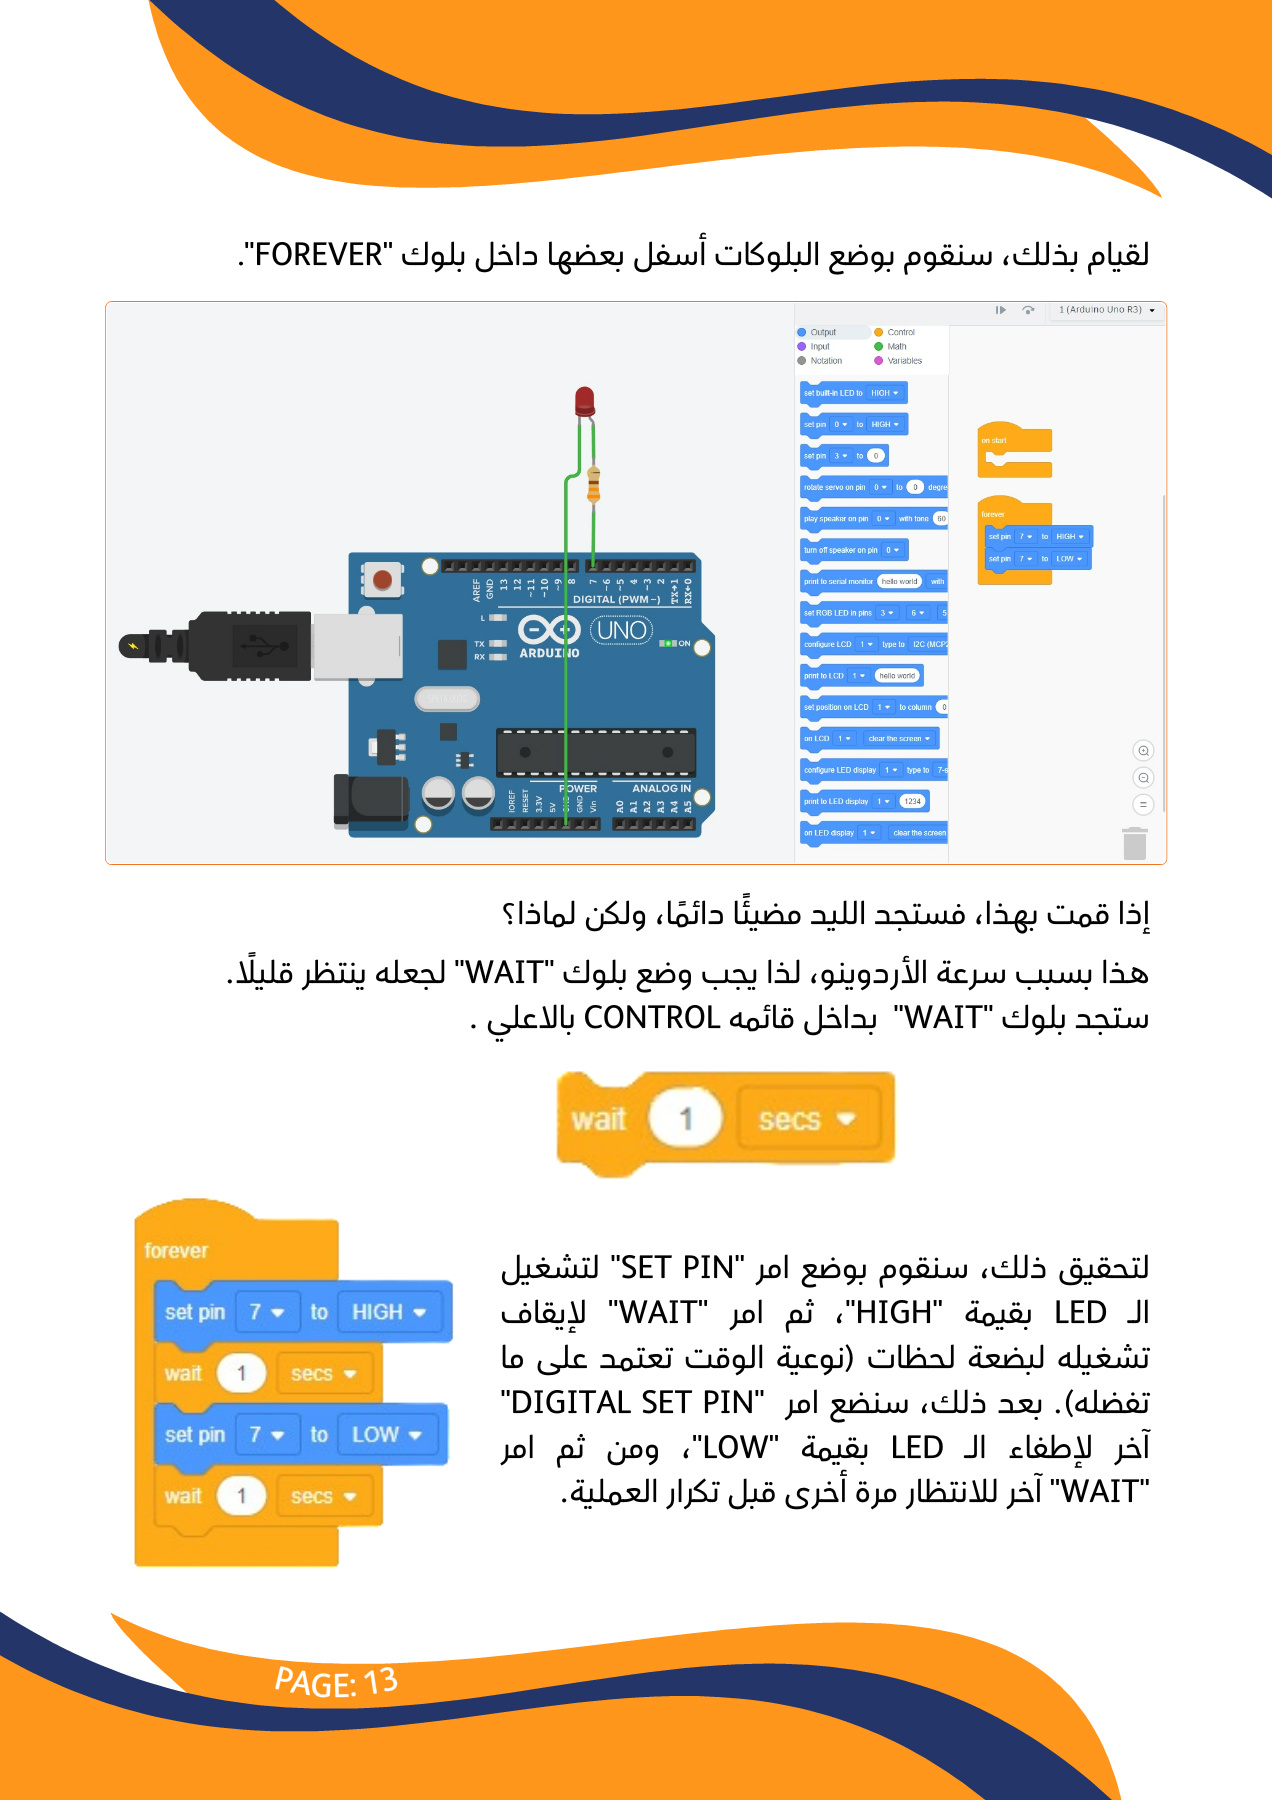 لقيام بذلك، سنقوم بوضع البلوكات أسفل بعضها داخل بلوك "FOREVER".
1 (Arduino Uno R3)
Output
Control
Input
Math
Notation
Variables
set built-in LED to HIGH
set pin 0 to HIGH
set pin 3 to 0
rotate servo on pin 0 to 0 degre
play speaker on pin 0 with tone 60
turn off speaker on pin 0
print to serial monitor hello world with
set RGB LED in pins 3 6 5
configure LCD 1 type to I2C (MCP2
print to LCD 1 hello world
set position on LCD 1 to column 0
on LCD 1 clear the screen
configure LED display 1 type to 7-s
print to LED display 1 1234
on LED display 1 clear the screen
on start
forever
set pin 7 to HIGH
set pin 7 to LOW
AREF GND 13 12 ~11 ~10 ~9 8 7 ~6 ~5 4 ~3 2 TX→1 RX←0
DIGITAL (PWM~)
L
TX
RX
ARDUINO
UNO
ON
POWER
ANALOG IN
IOREF RESET 3.3V 5V GND Vin A0 A1 A2 A3 A4 A5
إذا قمت بهذا، فستجد الليد مضيئًا دائمًا، ولكن لماذا؟
هذا بسبب سرعة الأردوينو، لذا يجب وضع بلوك "WAIT" لجعله ينتظر قليلًا.
ستجد بلوك "WAIT" بداخل قائمه CONTROL بالاعلي .
wait 1 secs
forever
set pin 7 to HIGH
wait 1 secs
set pin 7 to LOW
wait 1 secs
لتحقيق ذلك، سنقوم بوضع امر "SET PIN" لتشغيل
الـ LED بقيمة "HIGH"، ثم امر "WAIT" لإيقاف
تشغيله لبضعة لحظات (نوعية الوقت تعتمد على ما
تفضله). بعد ذلك، سنضع امر "DIGITAL SET PIN"
آخر لإطفاء الـ LED بقيمة "LOW"، ومن ثم امر
"WAIT" آخر للانتظار مرة أخرى قبل تكرار العملية.
PAGE: 13